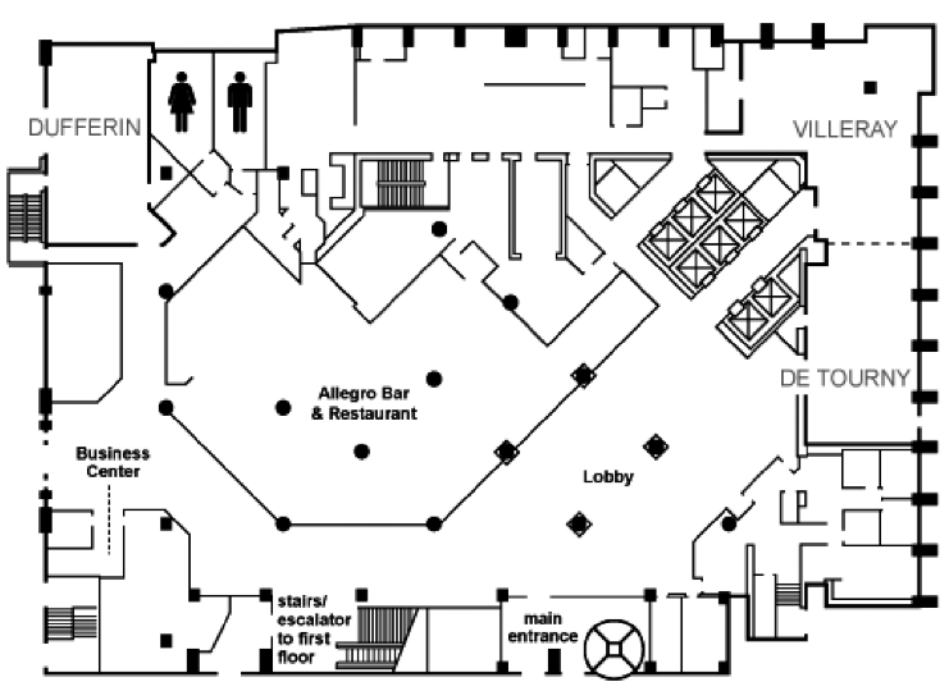 DUFFERIN
VILLERAY
DE TOURNY
Allegro Bar
& Restaurant
Business
Center
Lobby
stairs/
escalator
to first
floor
main
entrance